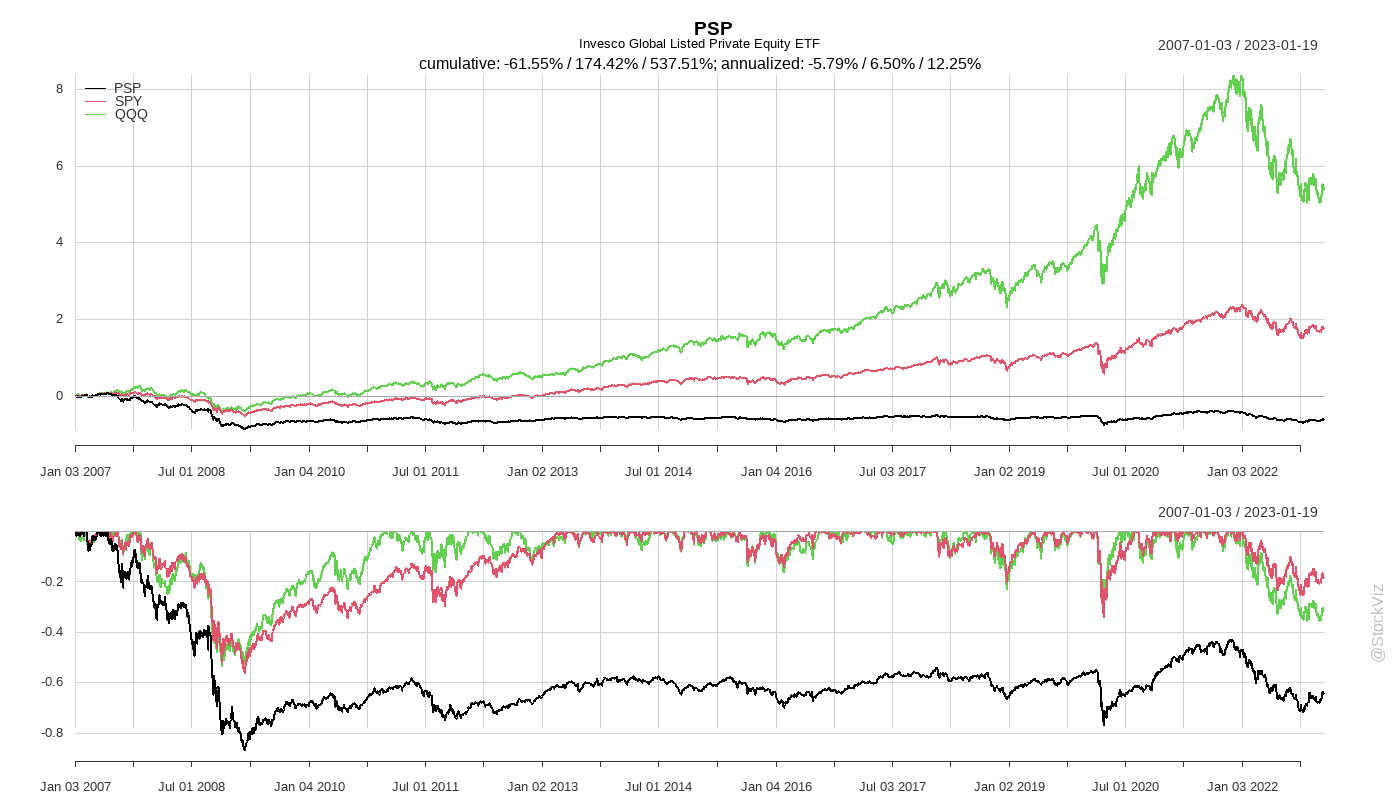 PSP
Invesco Global Listed Private Equity ETF
2007-01-03 / 2023-01-19
cumulative: -61.55% / 174.42% / 537.51%; annualized: -5.79% / 6.50% / 12.25%
PSP
SPY
QQQ
8
6
4
2
0
Jan 03 2007 Jul 01 2008 Jan 04 2010 Jul 01 2011 Jan 02 2013 Jul 01 2014 Jan 04 2016 Jul 03 2017 Jan 02 2019 Jul 01 2020 Jan 03 2022
2007-01-03 / 2023-01-19
-0.2
-0.4
-0.6
-0.8
Jan 03 2007 Jul 01 2008 Jan 04 2010 Jul 01 2011 Jan 02 2013 Jul 01 2014 Jan 04 2016 Jul 03 2017 Jan 02 2019 Jul 01 2020 Jan 03 2022
@StockViz